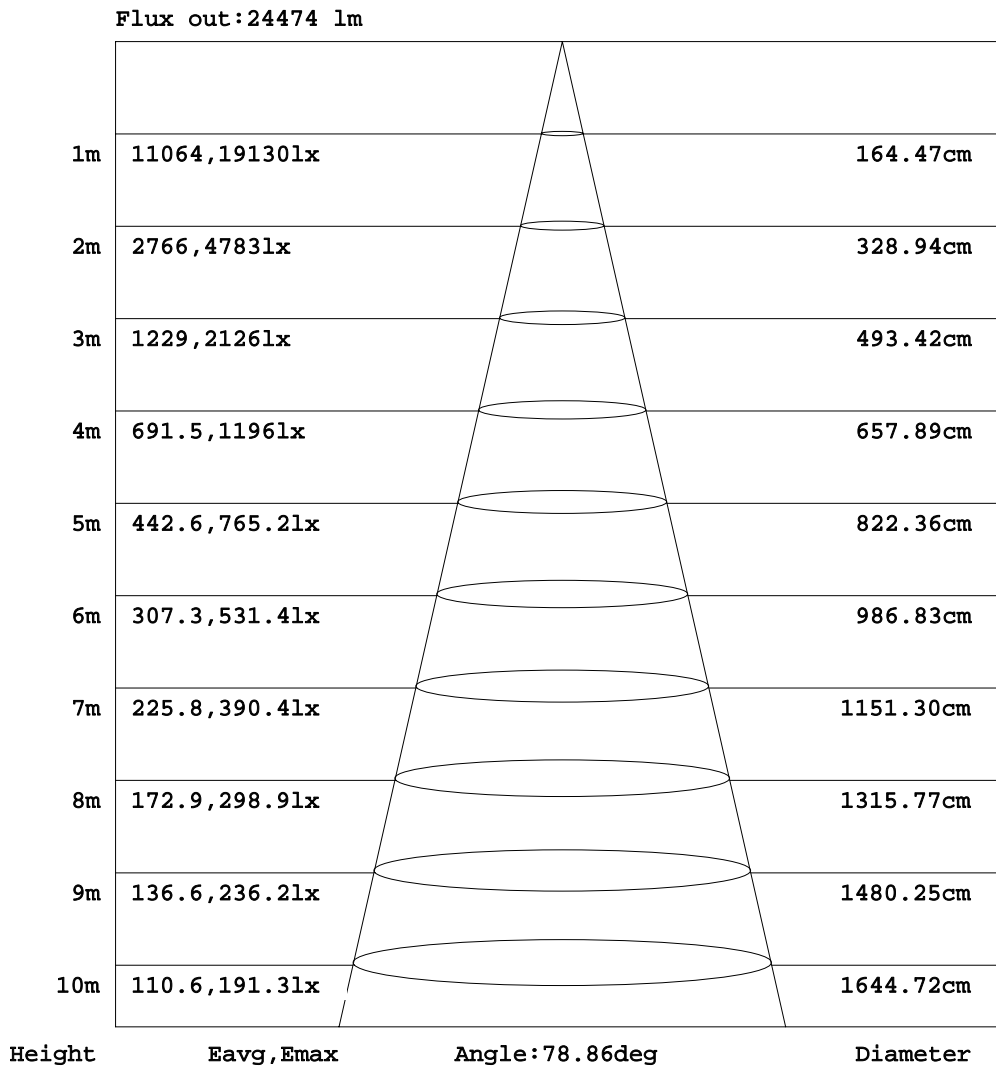 Flux out:24474 lm
1m 11064,19130lx 164.47cm
2m 2766,4783lx 328.94cm
3m 1229,2126lx 493.42cm
4m 691.5,1196lx 657.89cm
5m 442.6,765.2lx 822.36cm
6m 307.3,531.4lx 986.83cm
7m 225.8,390.4lx 1151.30cm
8m 172.9,298.9lx 1315.77cm
9m 136.6,236.2lx 1480.25cm
10m 110.6,191.3lx 1644.72cm
Height Eavg,Emax Angle:78.86deg Diameter